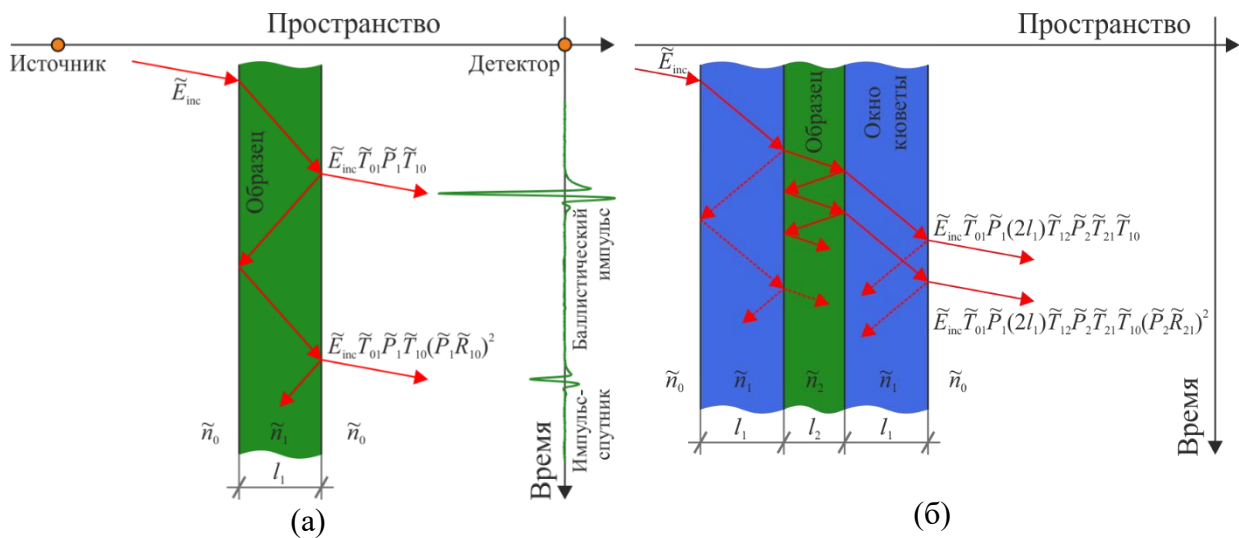 Пространство
Источник
Детектор
Ẽinc
Образец
ẼincT̃01P̃1T̃10
Баллистический
импульс
ẼincT̃01P̃1T̃10(P̃1R̃10)²
Импульс-
спутник
Время
ñ0
ñ1
ñ0
l1
(а)
Пространство
Ẽinc
Образец
Окно
кюветы
ẼincT̃01P̃1(2l1)T̃12P̃2T̃21T̃10
ẼincT̃01P̃1(2l1)T̃12P̃2T̃21T̃10(P̃2R̃21)²
ñ0
ñ1
ñ2
ñ1
ñ0
l1
l2
l1
Время
(б)